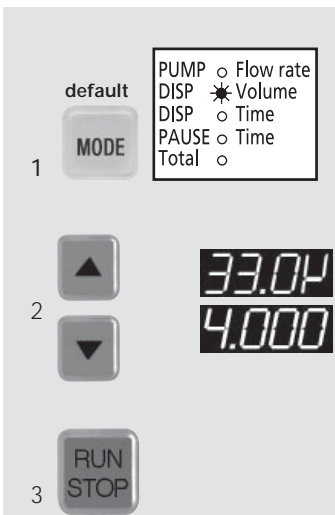 default
PUMP ○ Flow rate
DISP ☀ Volume
DISP ○ Time
PAUSE ○ Time
Total ○
1 MODE
2 ▲
▼
33.0µ
4.000
3 RUN
STOP